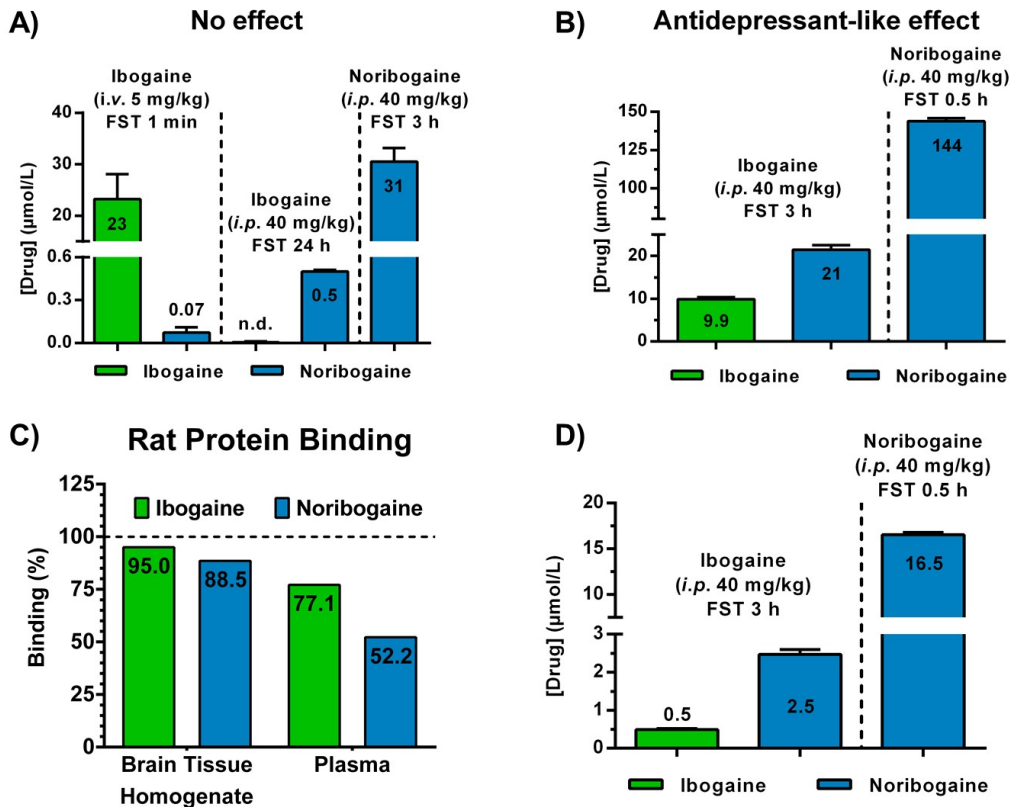 A)
No effect
Ibogaine
(i.v. 5 mg/kg)
FST 1 min
Noribogaine
(i.p. 40 mg/kg)
FST 3 h
Ibogaine
(i.p. 40 mg/kg)
FST 24 h
[Drug] (µmol/L)
40
30
20
0.6
0.3
0.0
23
0.07
n.d.
0.5
31
Ibogaine
Noribogaine
B)
Antidepressant-like effect
Noribogaine
(i.p. 40 mg/kg)
FST 0.5 h
Ibogaine
(i.p. 40 mg/kg)
FST 3 h
[Drug] (µmol/L)
150
125
100
75
20
10
0
9.9
21
144
Ibogaine
Noribogaine
C)
Rat Protein Binding
Ibogaine
Noribogaine
Binding (%)
125
100
75
50
25
0
95.0
88.5
77.1
52.2
Brain Tissue
Homogenate
Plasma
D)
Noribogaine
(i.p. 40 mg/kg)
FST 0.5 h
Ibogaine
(i.p. 40 mg/kg)
FST 3 h
[Drug] (µmol/L)
20
15
10
3
2
1
0
0.5
2.5
16.5
Ibogaine
Noribogaine